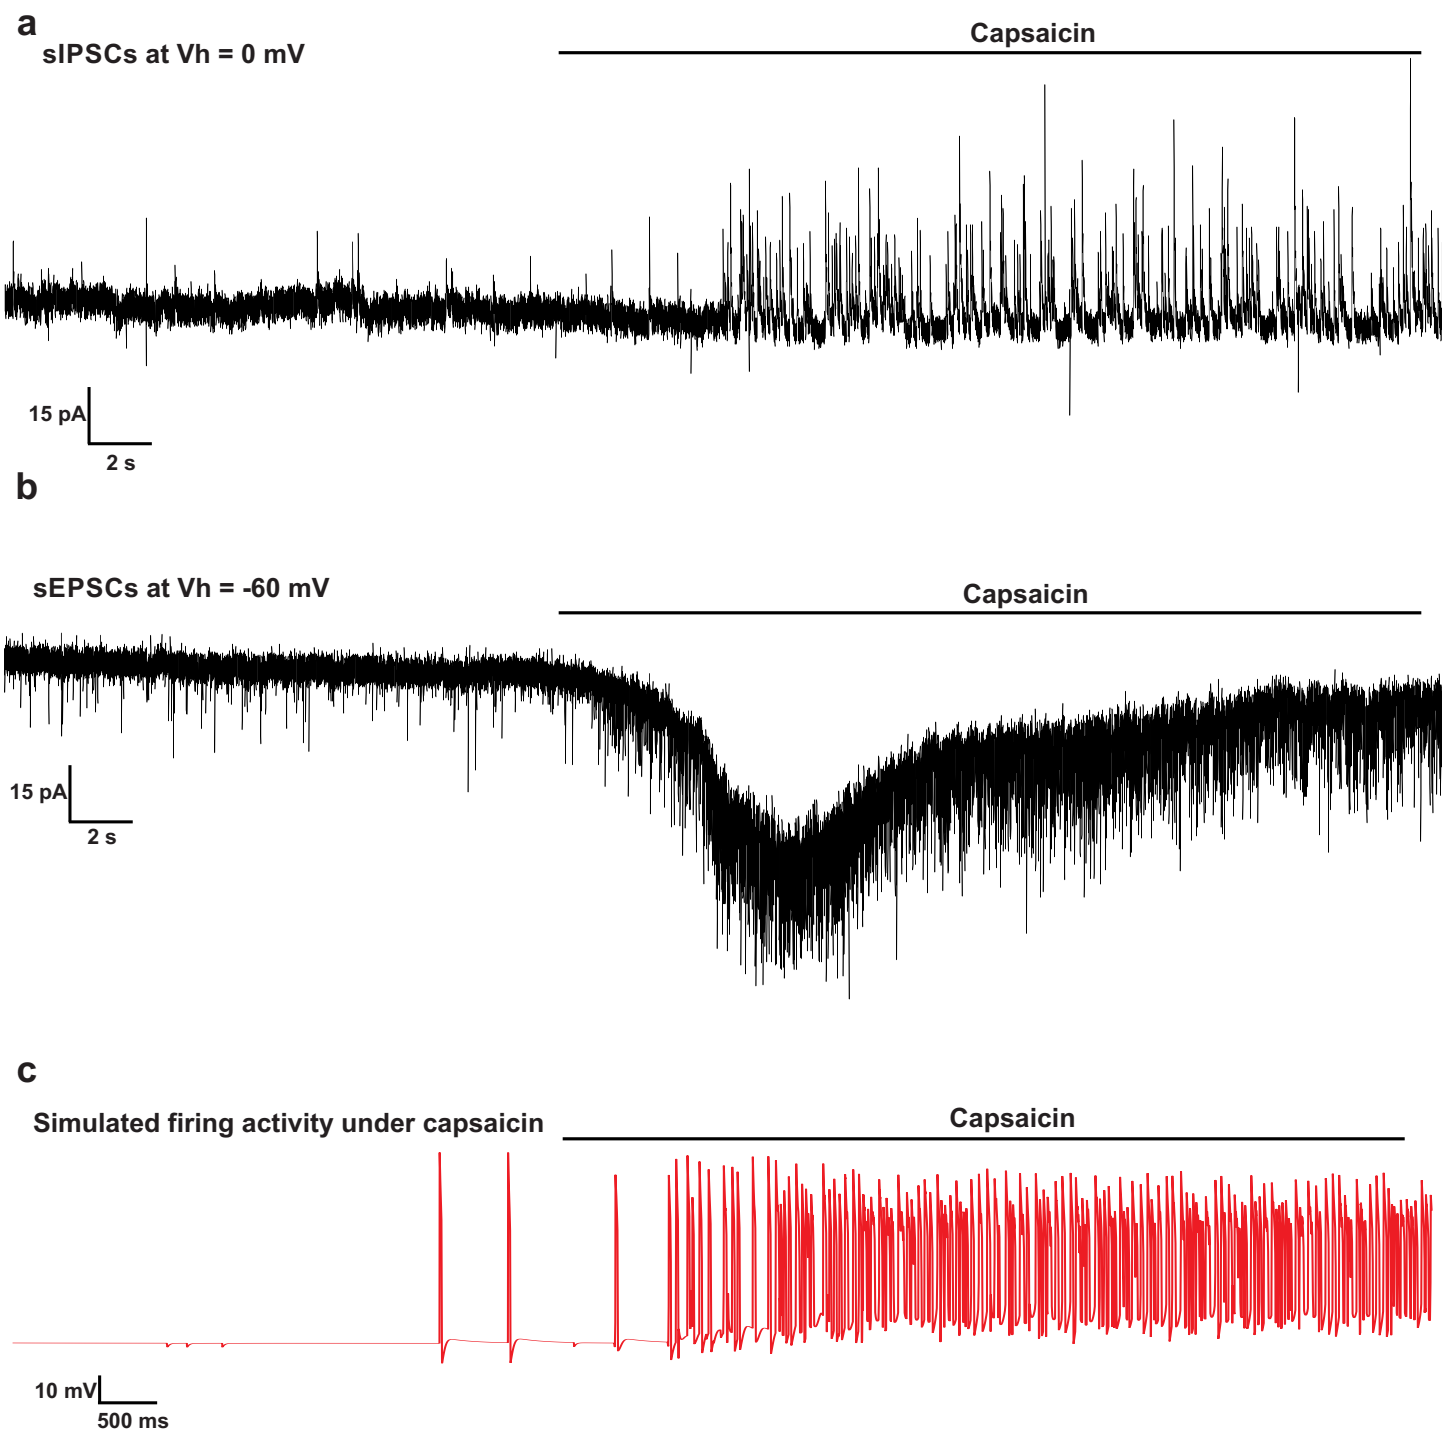 a
sIPSCs at Vh = 0 mV
Capsaicin
15 pA
2 s
b
sEPSCs at Vh = -60 mV
Capsaicin
15 pA
2 s
c
Simulated firing activity under capsaicin
Capsaicin
10 mV
500 ms